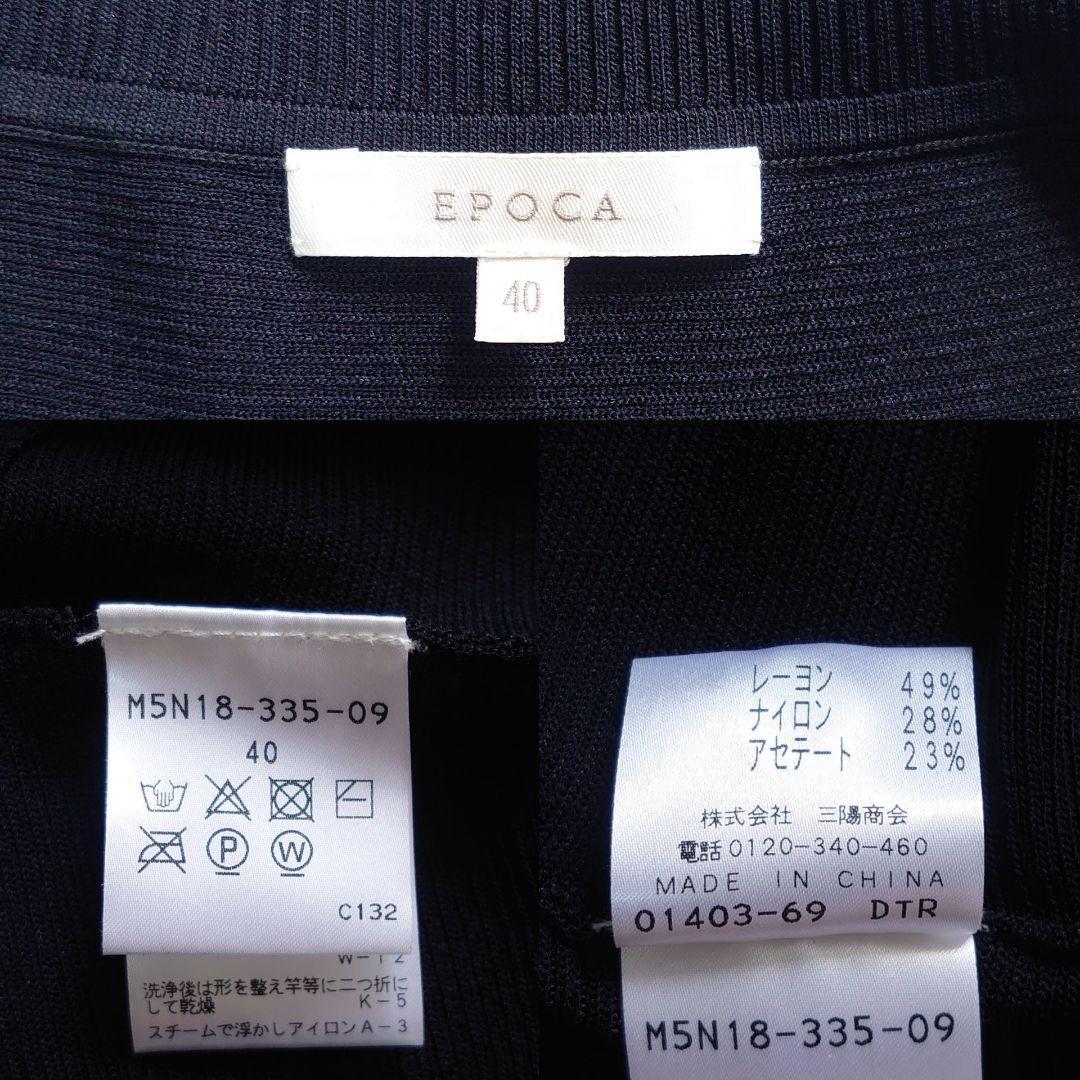 EPOCA
40
M5N18-335-09
40
P W
C132
W-12
洗浄後は形を整え竿等に二つ折に
して乾燥 K-5
スチームで浮かしアイロンA-3
レーヨン 49%
ナイロン 28%
アセテート 23%
株式会社 三陽商会
電話0120-340-460
MADE IN CHINA
01403-69 DTR
M5N18-335-09